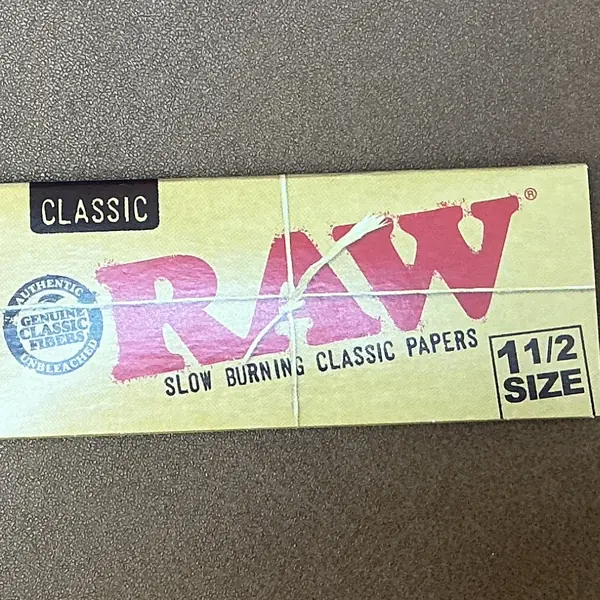 CLASSIC
RAW®
AUTHENTIC
GENUINE
CLASSIC
FIBERS
UNBLEACHED
SLOW BURNING CLASSIC PAPERS
1 1/2
SIZE